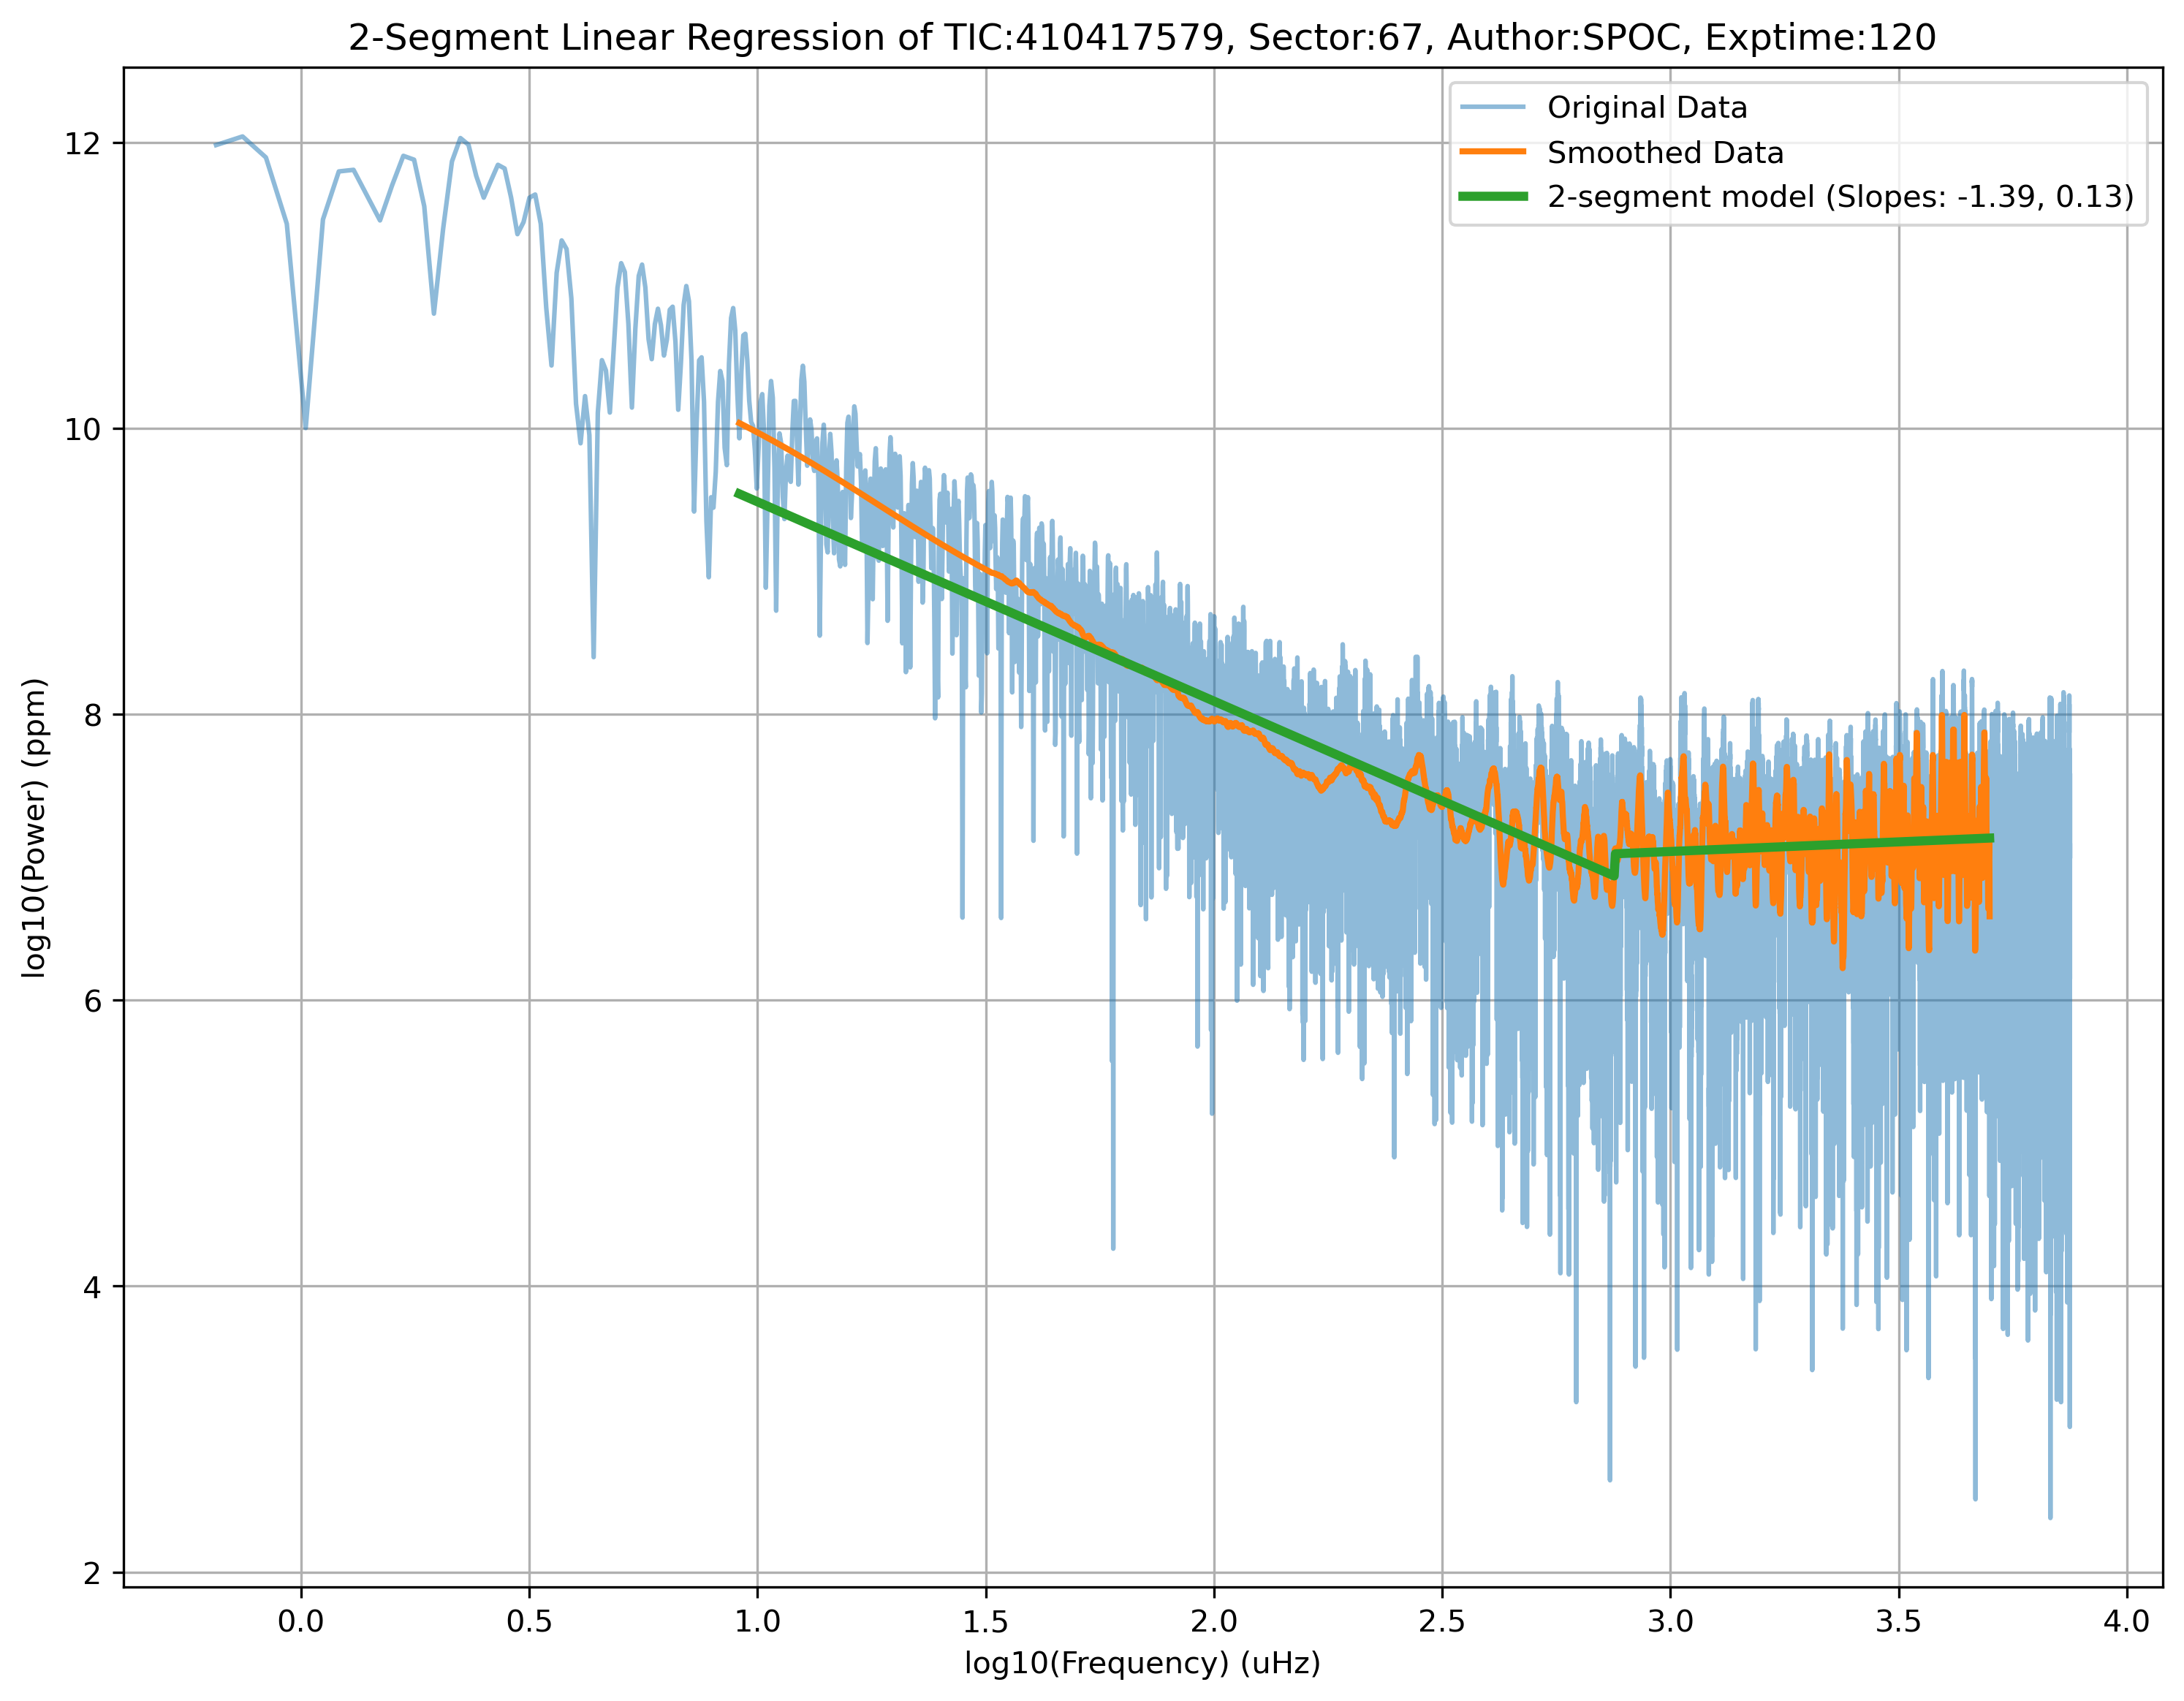 2-Segment Linear Regression of TIC:410417579, Sector:67, Author:SPOC, Exptime:120
Original Data
Smoothed Data
2-segment model (Slopes: -1.39, 0.13)
log10(Power) (ppm)
12
10
8
6
4
2
0.0 0.5 1.0 1.5 2.0 2.5 3.0 3.5 4.0
log10(Frequency) (uHz)